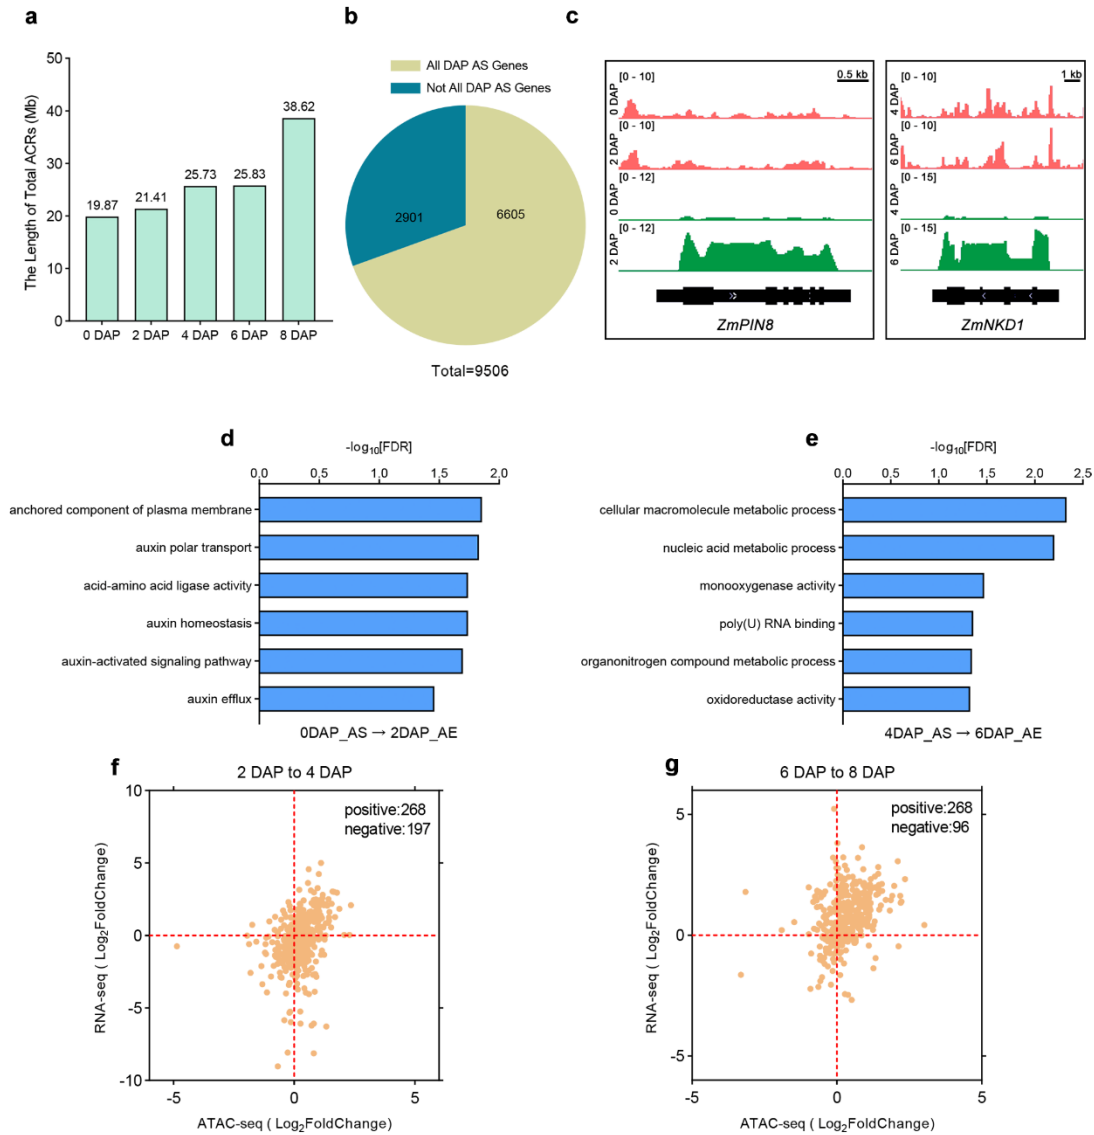 a
The Length of Total ACRs (Mb)
50
40
30
20
10
0
19.87
21.41
25.73
25.83
38.62
0 DAP
2 DAP
4 DAP
6 DAP
8 DAP
b
All DAP AS Genes
Not All DAP AS Genes
2901
6605
Total=9506
c
[0 - 10]
0.5 kb
0 DAP
[0 - 10]
2 DAP
[0 - 12]
0 DAP
[0 - 12]
2 DAP
ZmPIN8
[0 - 10]
1 kb
4 DAP
[0 - 10]
6 DAP
[0 - 15]
4 DAP
[0 - 15]
6 DAP
ZmNKD1
d
-log10[FDR]
0.0 0.5 1.0 1.5 2.0
anchored component of plasma membrane
auxin polar transport
acid-amino acid ligase activity
auxin homeostasis
auxin-activated signaling pathway
auxin efflux
0DAP_AS → 2DAP_AE
e
-log10[FDR]
0.0 0.5 1.0 1.5 2.0 2.5
cellular macromolecule metabolic process
nucleic acid metabolic process
monooxygenase activity
poly(U) RNA binding
organonitrogen compound metabolic process
oxidoreductase activity
4DAP_AS → 6DAP_AE
f
2 DAP to 4 DAP
positive:268
negative:197
RNA-seq ( Log2FoldChange)
10
5
0
-5
-10
-5 0 5
ATAC-seq ( Log2FoldChange)
g
6 DAP to 8 DAP
positive:268
negative:96
RNA-seq ( Log2FoldChange)
5
0
-5
-5 0 5
ATAC-seq ( Log2FoldChange)